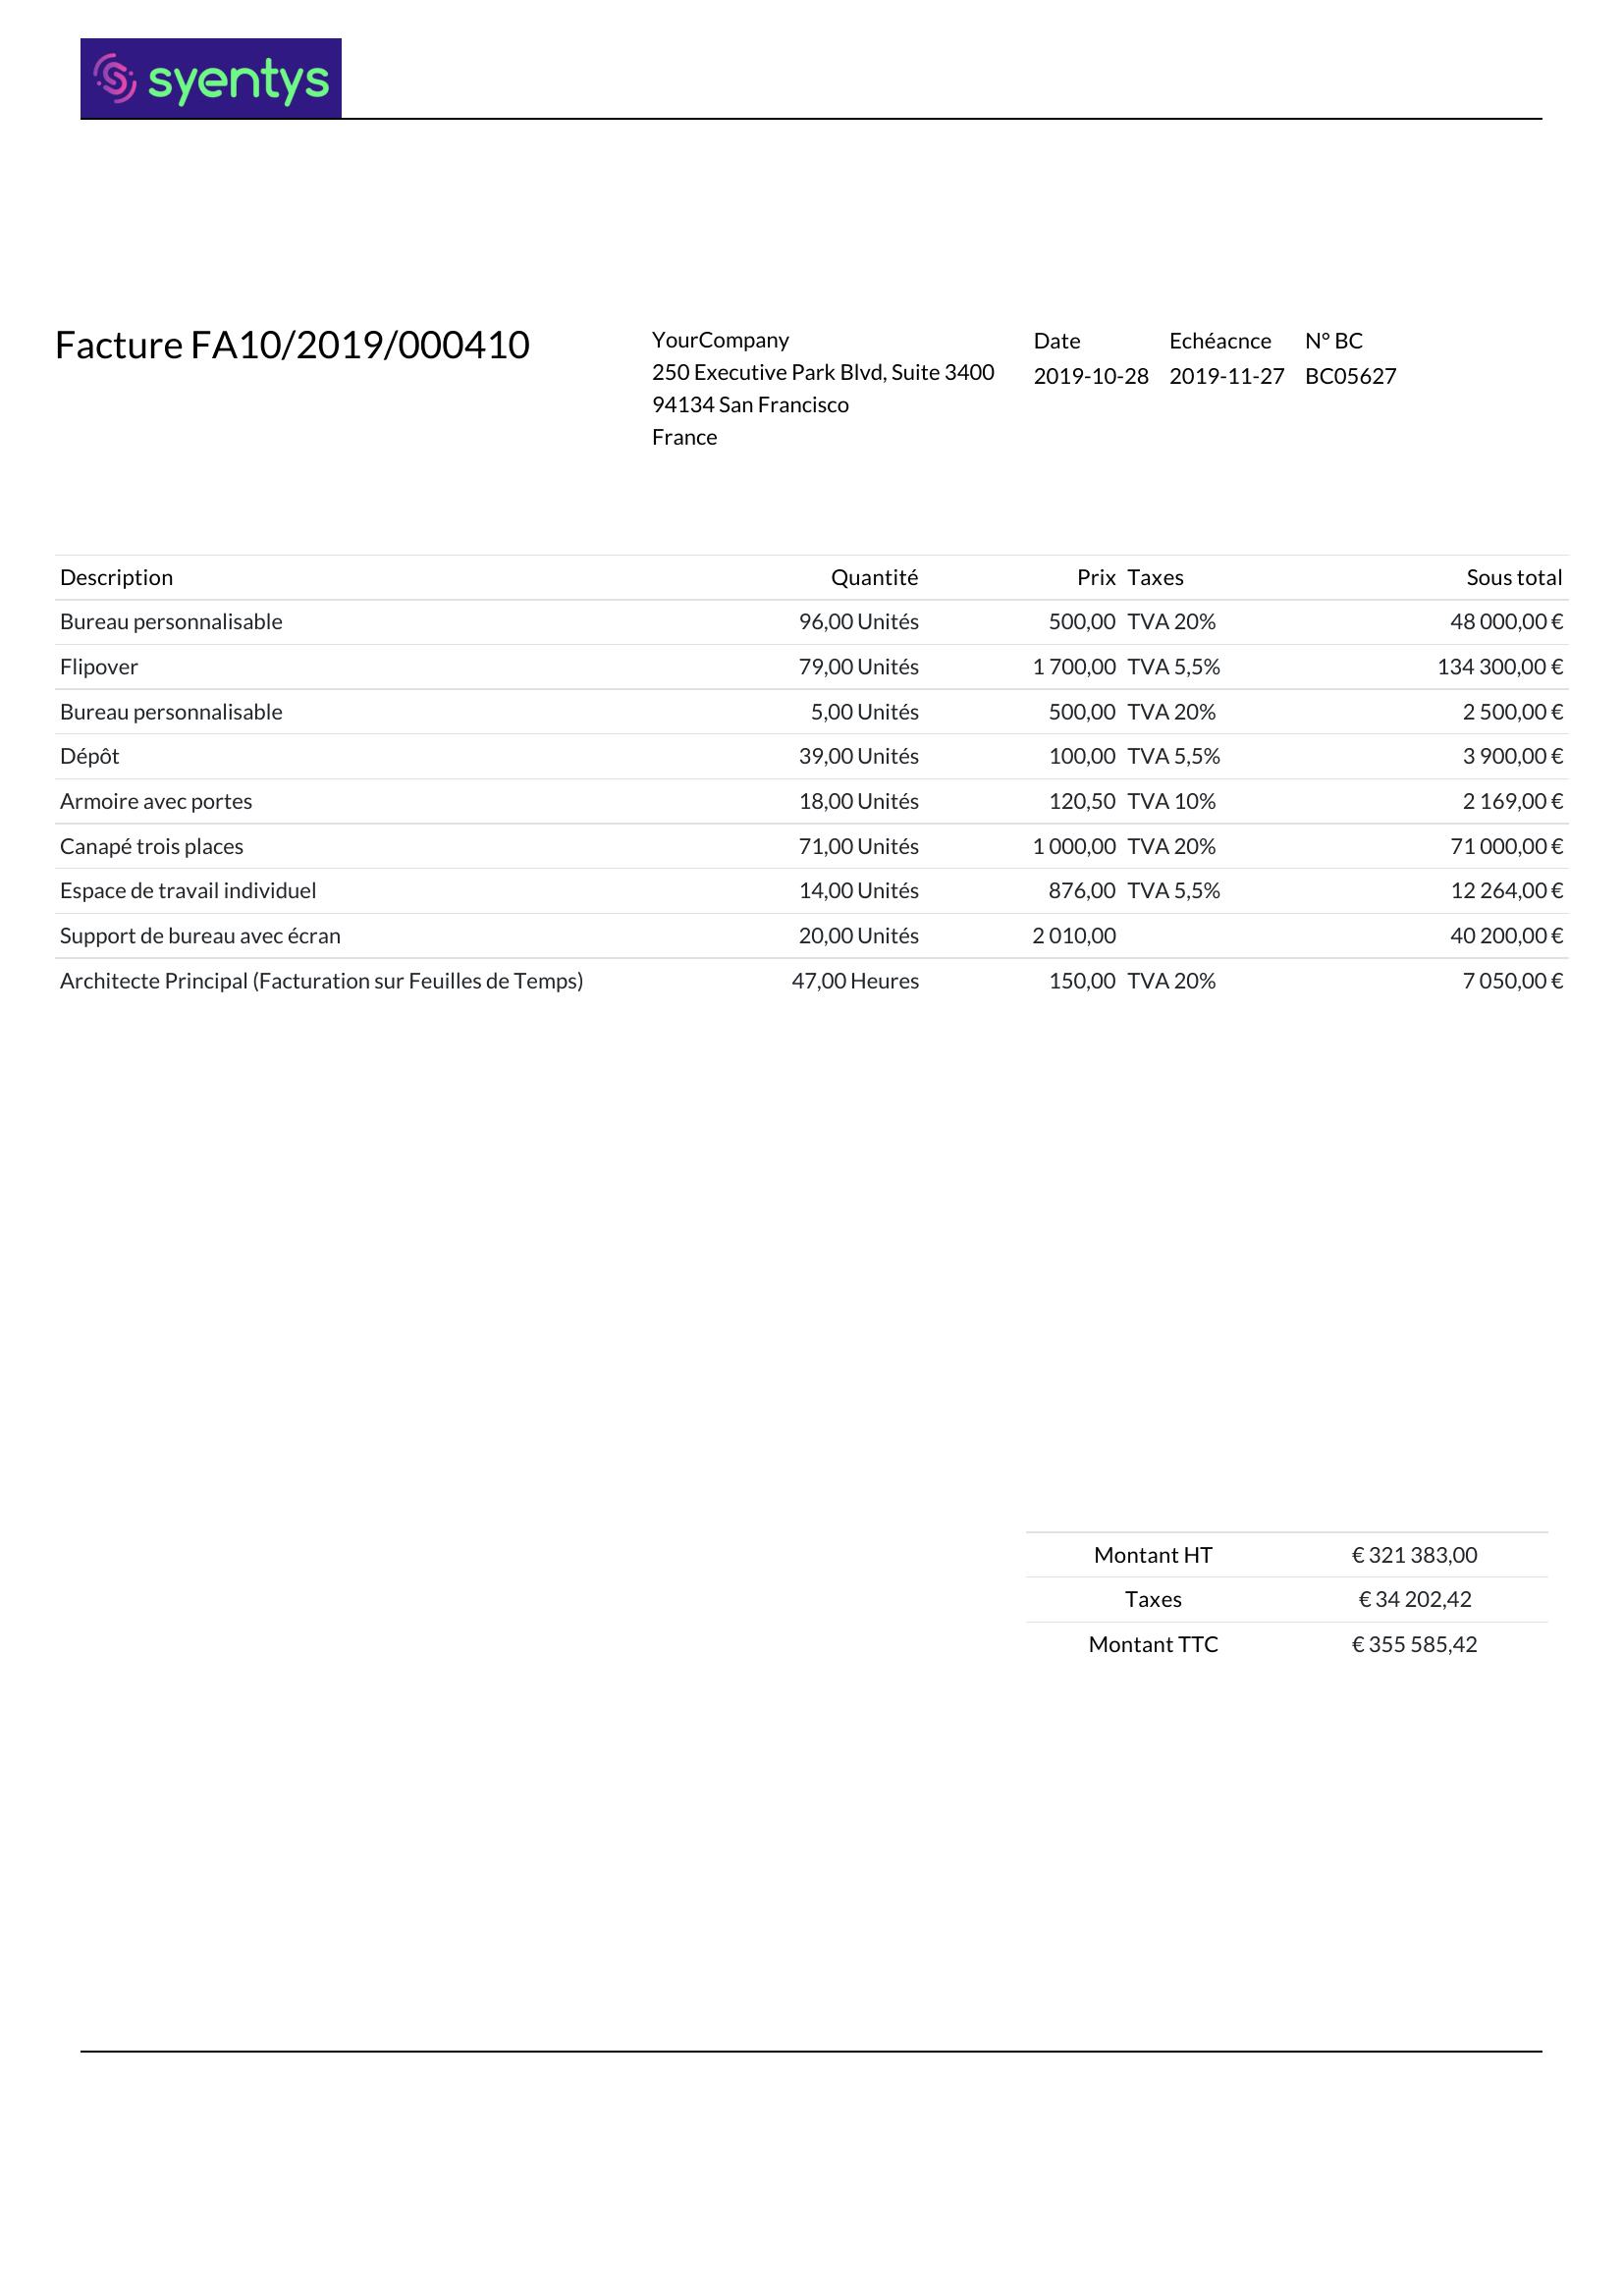 syentys
Facture FA10/2019/000410
YourCompany
250 Executive Park Blvd, Suite 3400
94134 San Francisco
France
Date Echéacnce N° BC
2019-10-28 2019-11-27 BC05627
Description Quantité Prix Taxes Sous total
Bureau personnalisable 96,00 Unités 500,00 TVA 20% 48 000,00 €
Flipover 79,00 Unités 1 700,00 TVA 5,5% 134 300,00 €
Bureau personnalisable 5,00 Unités 500,00 TVA 20% 2 500,00 €
Dépôt 39,00 Unités 100,00 TVA 5,5% 3 900,00 €
Armoire avec portes 18,00 Unités 120,50 TVA 10% 2 169,00 €
Canapé trois places 71,00 Unités 1 000,00 TVA 20% 71 000,00 €
Espace de travail individuel 14,00 Unités 876,00 TVA 5,5% 12 264,00 €
Support de bureau avec écran 20,00 Unités 2 010,00 40 200,00 €
Architecte Principal (Facturation sur Feuilles de Temps) 47,00 Heures 150,00 TVA 20% 7 050,00 €
Montant HT € 321 383,00
Taxes € 34 202,42
Montant TTC € 355 585,42